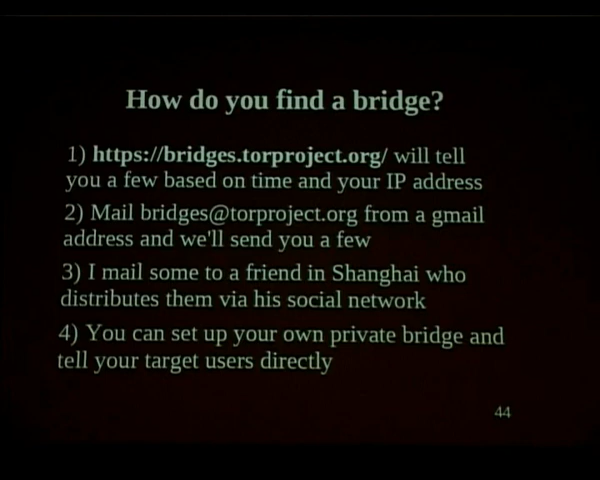 How do you find a bridge?
1) https://bridges.torproject.org/ will tell
you a few based on time and your IP address
2) Mail bridges@torproject.org from a gmail
address and we'll send you a few
3) I mail some to a friend in Shanghai who
distributes them via his social network
4) You can set up your own private bridge and
tell your target users directly
44